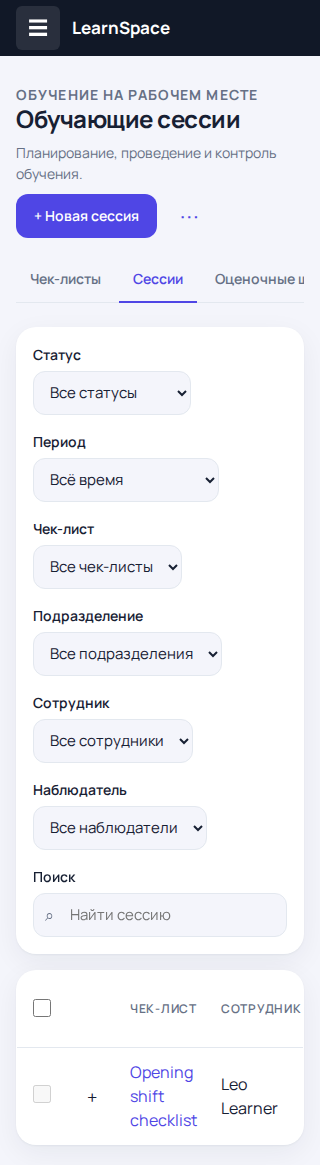 ☰ LearnSpace
ОБУЧЕНИЕ НА РАБОЧЕМ МЕСТЕ
Обучающие сессии
Планирование, проведение и контроль
обучения.
+ Новая сессия ...
Чек-листы Сессии Оценочные ш
Статус
Все статусы
Период
Всё время
Чек-лист
Все чек-листы
Подразделение
Все подразделения
Сотрудник
Все сотрудники
Наблюдатель
Все наблюдатели
Поиск
Найти сессию
ЧЕК-ЛИСТ СОТРУДНИК
+ Opening shift checklist Leo Learner